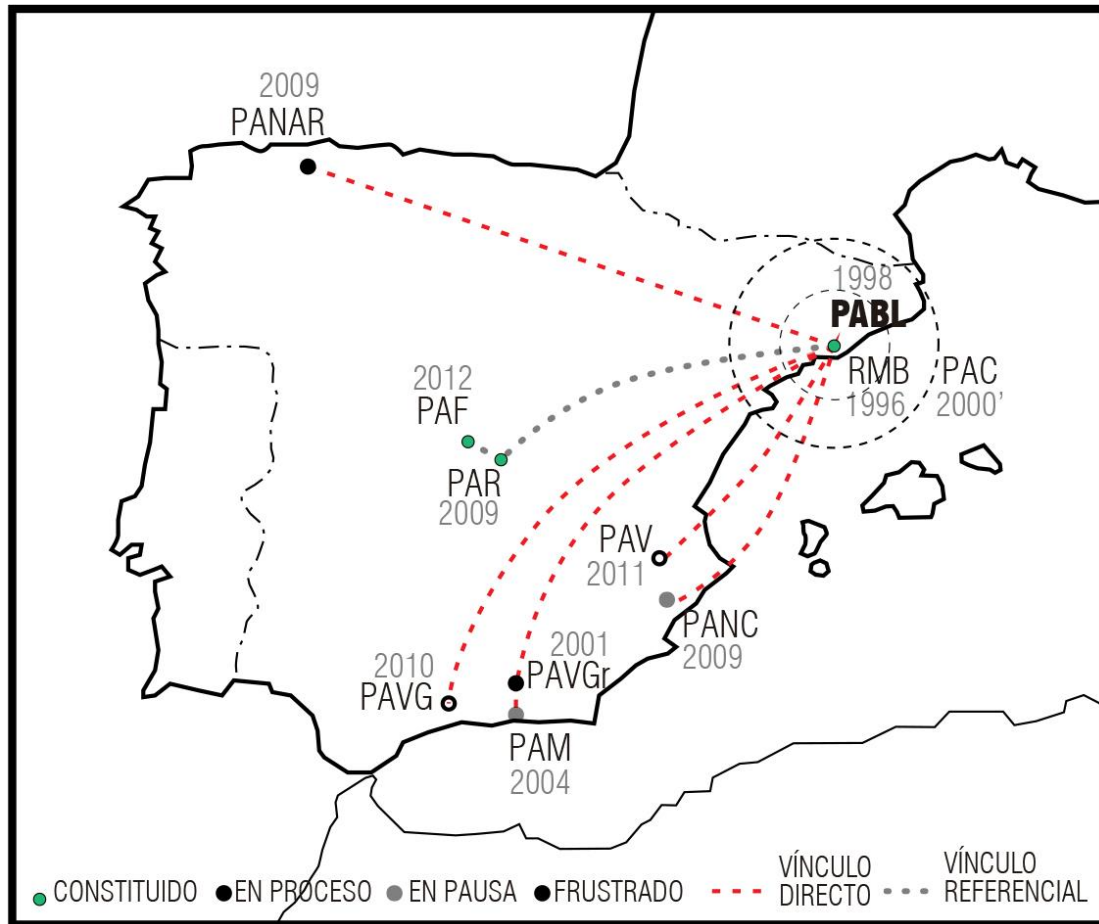 2009
PANAR
1998
PABL
RMB
1996
PAC
2000'
2012
PAF
PAR
2009
PAV
2011
PANC
2009
2010
PAVG
2001
PAVGr
PAM
2004
CONSTITUIDO
EN PROCESO
EN PAUSA
FRUSTRADO
VÍNCULO
DIRECTO
VÍNCULO
REFERENCIAL